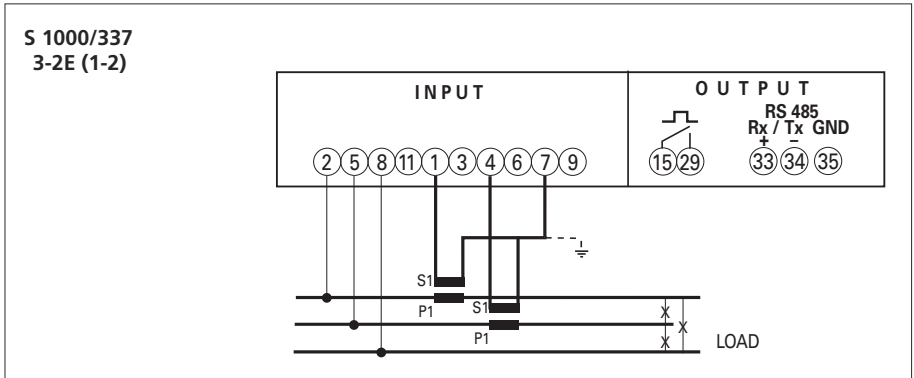 S 1000/337
3-2E (1-2)
INPUT
OUTPUT
RS 485
Rx / Tx GND
+ −
2 5 8 11 1 3 4 6 7 9
15 29 33 34 35
S1
P1
S1
P1
X
X
X
LOAD